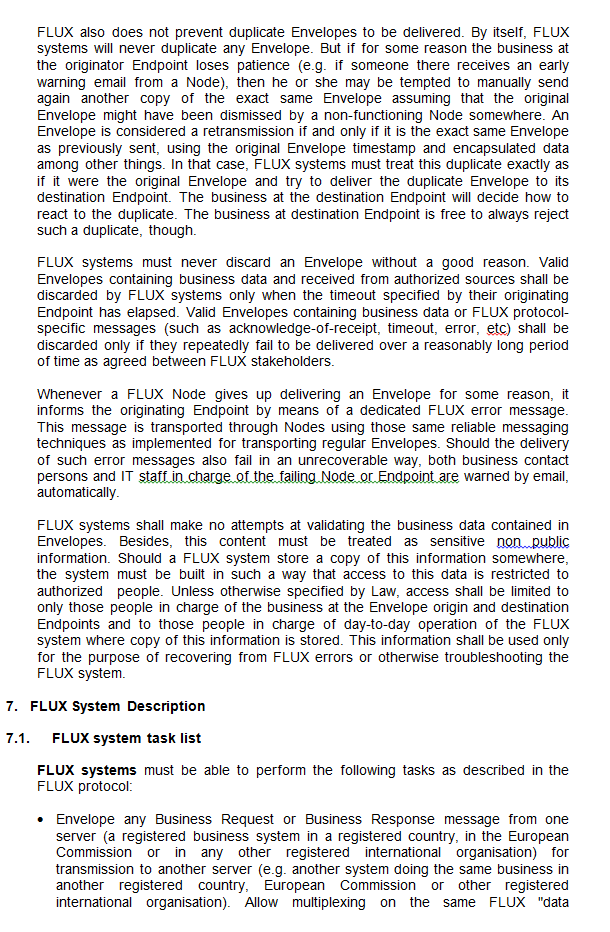 FLUX also does not prevent duplicate Envelopes to be delivered. By itself, FLUX
systems will never duplicate any Envelope. But if for some reason the business at
the originator Endpoint loses patience (e.g. if someone there receives an early
warning email from a Node), then he or she may be tempted to manually send
again another copy of the exact same Envelope assuming that the original
Envelope might have been dismissed by a non-functioning Node somewhere. An
Envelope is considered a retransmission if and only if it is the exact same Envelope
as previously sent, using the original Envelope timestamp and encapsulated data
among other things. In that case, FLUX systems must treat this duplicate exactly as
if it were the original Envelope and try to deliver the duplicate Envelope to its
destination Endpoint. The business at the destination Endpoint will decide how to
react to the duplicate. The business at destination Endpoint is free to always reject
such a duplicate, though.
FLUX systems must never discard an Envelope without a good reason. Valid
Envelopes containing business data and received from authorized sources shall be
discarded by FLUX systems only when the timeout specified by their originating
Endpoint has elapsed. Valid Envelopes containing business data or FLUX protocol-
specific messages (such as acknowledge-of-receipt, timeout, error, etc) shall be
discarded only if they repeatedly fail to be delivered over a reasonably long period
of time as agreed between FLUX stakeholders.
Whenever a FLUX Node gives up delivering an Envelope for some reason, it
informs the originating Endpoint by means of a dedicated FLUX error message.
This message is transported through Nodes using those same reliable messaging
techniques as implemented for transporting regular Envelopes. Should the delivery
of such error messages also fail in an unrecoverable way, both business contact
persons and IT staff in charge of the failing Node or Endpoint are warned by email,
automatically.
FLUX systems shall make no attempts at validating the business data contained in
Envelopes. Besides, this content must be treated as sensitive non public
information. Should a FLUX system store a copy of this information somewhere,
the system must be built in such a way that access to this data is restricted to
authorized people. Unless otherwise specified by Law, access shall be limited to
only those people in charge of the business at the Envelope origin and destination
Endpoints and to those people in charge of day-to-day operation of the FLUX
system where copy of this information is stored. This information shall be used only
for the purpose of recovering from FLUX errors or otherwise troubleshooting the
FLUX system.
7. FLUX System Description
7.1. FLUX system task list
FLUX systems must be able to perform the following tasks as described in the
FLUX protocol:
• Envelope any Business Request or Business Response message from one
server (a registered business system in a registered country, in the European
Commission or in any other registered international organisation) for
transmission to another server (e.g. another system doing the same business in
another registered country, European Commission or other registered
international organisation). Allow multiplexing on the same FLUX "data